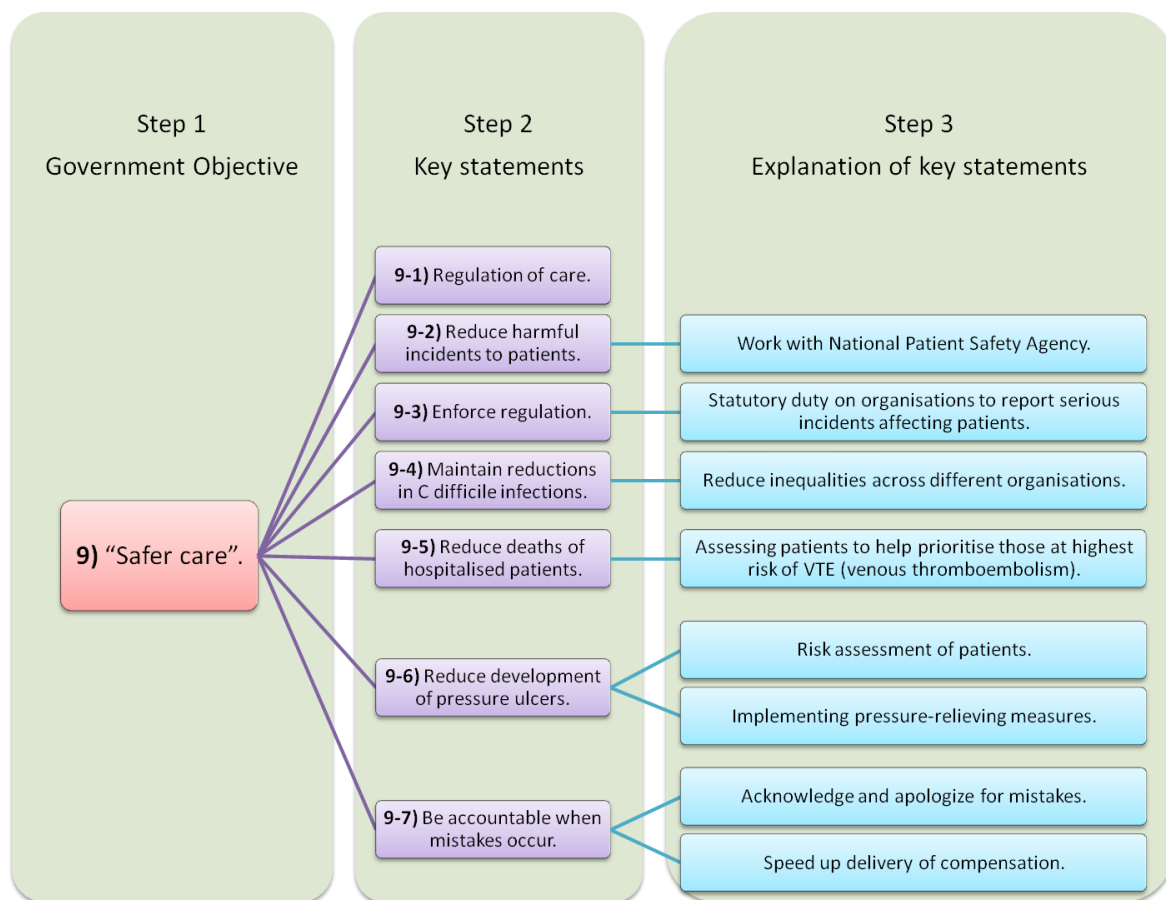 Step 1
Government Objective
Step 2
Key statements
Step 3
Explanation of key statements
9) “Safer care”.
9-1) Regulation of care.
9-2) Reduce harmful
incidents to patients.
Work with National Patient Safety Agency.
9-3) Enforce regulation.
Statutory duty on organisations to report serious
incidents affecting patients.
9-4) Maintain reductions
in C difficile infections.
Reduce inequalities across different organisations.
9-5) Reduce deaths of
hospitalised patients.
Assessing patients to help prioritise those at highest
risk of VTE (venous thromboembolism).
9-6) Reduce development
of pressure ulcers.
Risk assessment of patients.
Implementing pressure-relieving measures.
9-7) Be accountable when
mistakes occur.
Acknowledge and apologize for mistakes.
Speed up delivery of compensation.